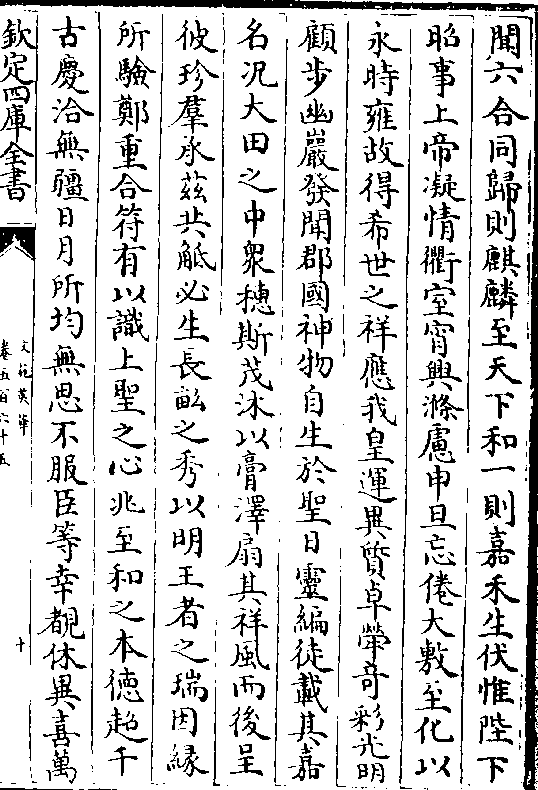 聞六合同歸則麒麟至天下和一則嘉禾生伏惟陛下
昭事上帝凝情衢室宵興滌慮申旦忘倦大敷至化以
永時雍故得希世之祥應我皇運異質卓犖奇彩光明
顧步幽巖發聞郡國神物自生於聖日靈編徒載其嘉
名况大田之中衆穗斯茂沐以膏澤扇其祥風而後呈
彼珍羣承茲共觝必生長畝之秀以明王者之瑞因緣
所驗鄭重合符有以識上聖之心兆至和之本德超千
古慶洽無疆日月所均無思不服臣等幸覩休異喜萬
欽定四庫全書
文苑英華
卷五百六十五
十